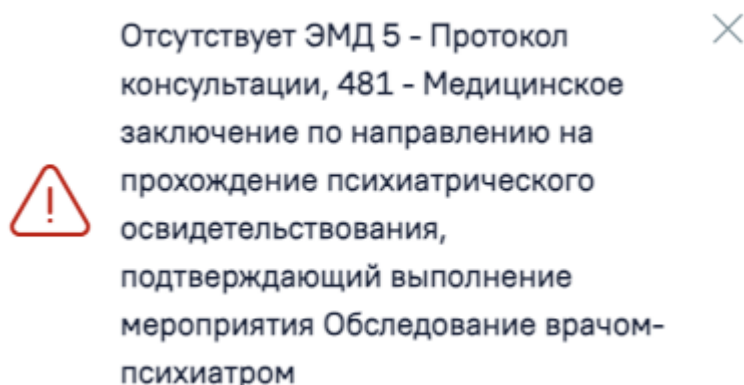 Отсутствует ЭМД 5 - Протокол
консультации, 481 - Медицинское
заключение по направлению на
прохождение психиатрического
освидетельствования,
подтверждающий выполнение
мероприятия Обследование врачом-
психиатром